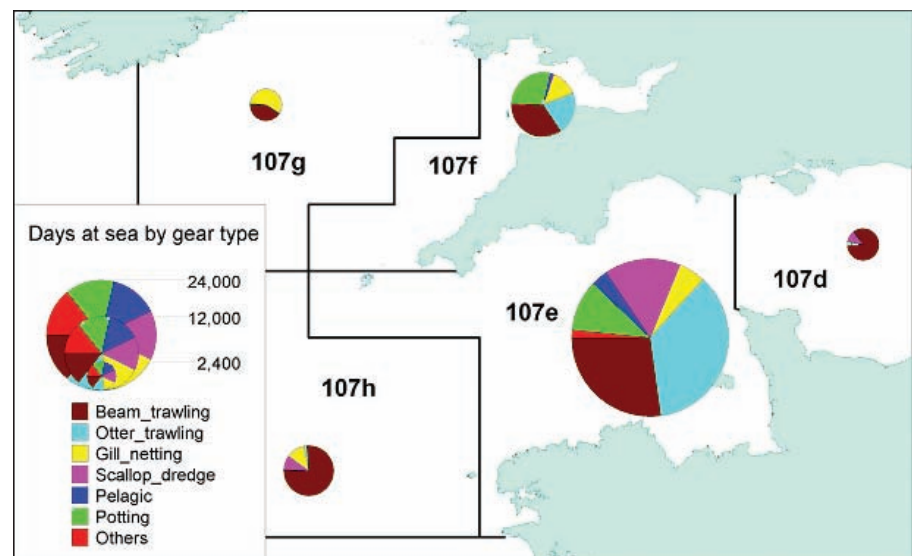 107g
107f
Days at sea by gear type
24,000
12,000
2,400
107d
107e
107h
Beam_trawling
Otter_trawling
Gill_netting
Scallop_dredge
Pelagic
Potting
Others